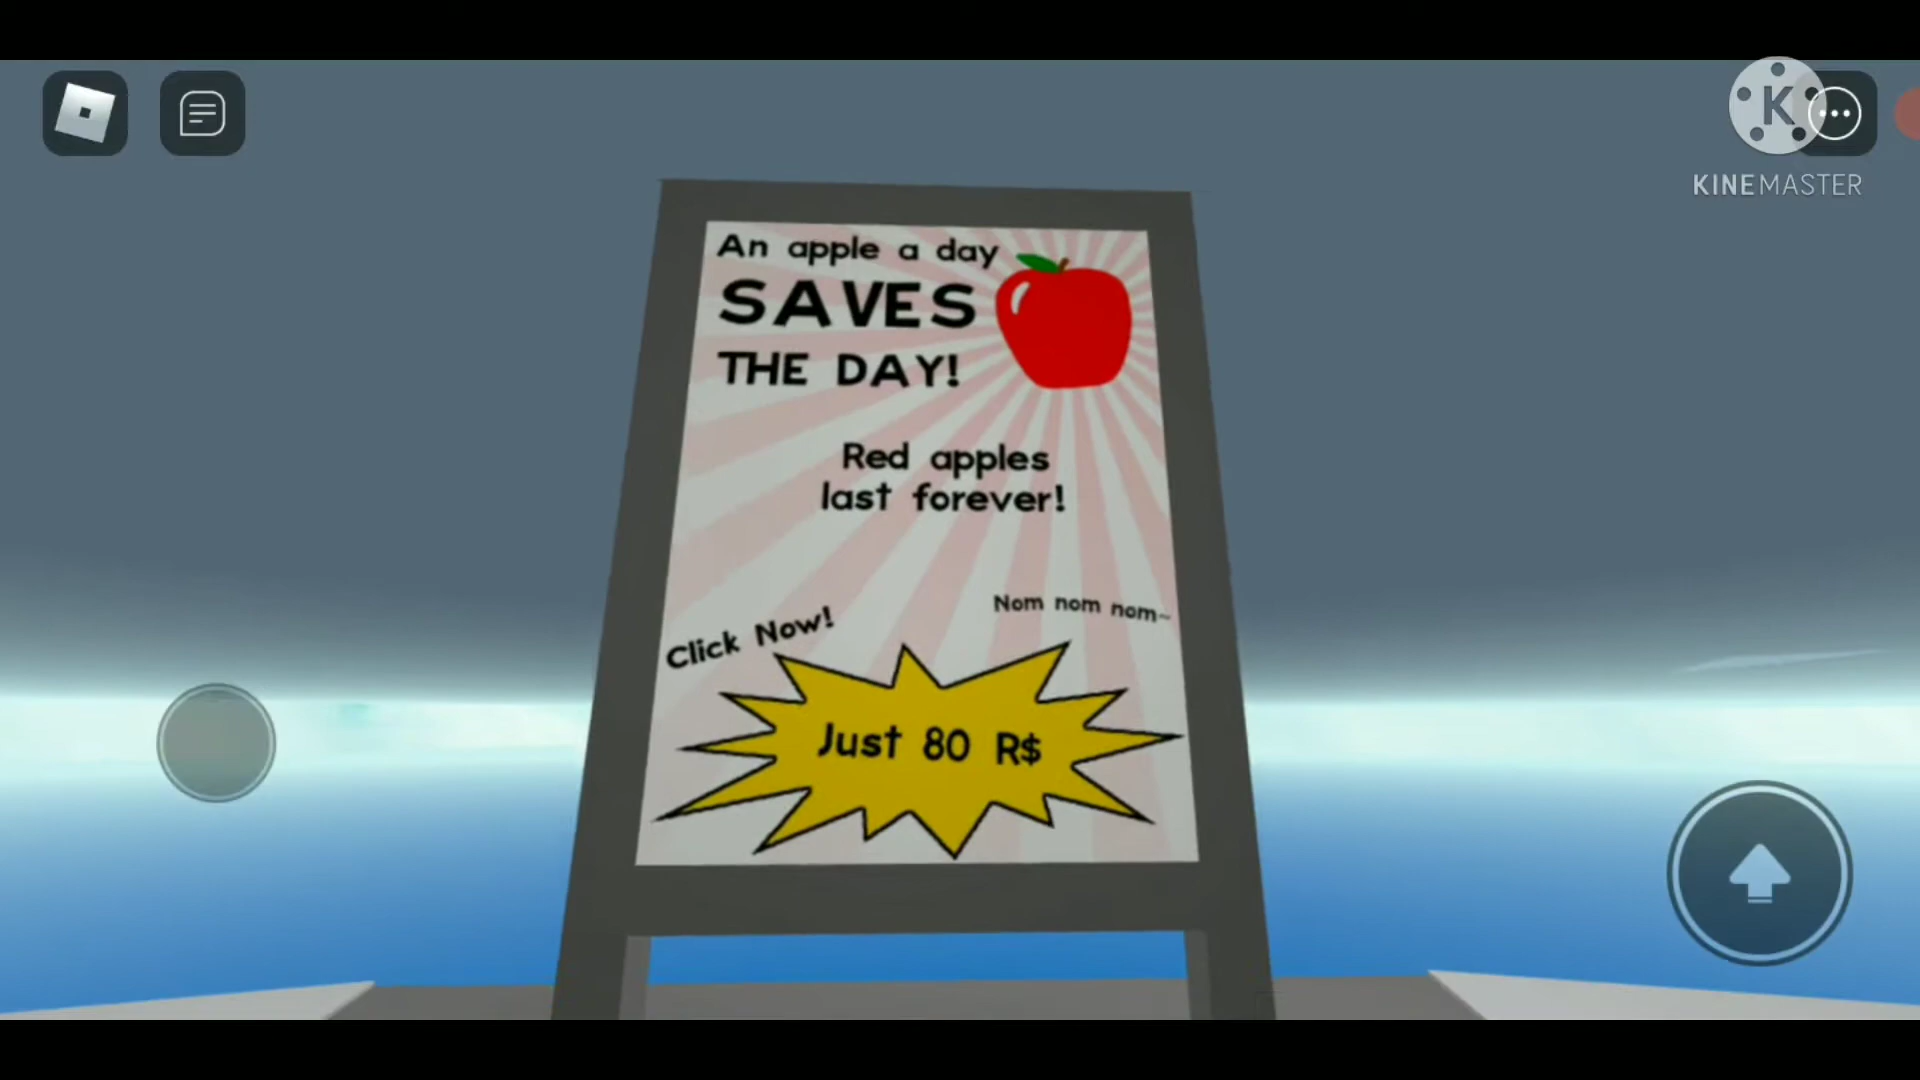 K
KINEMASTER
An apple a day
SAVES
THE DAY!
Red apples
last forever!
Nom nom nom~
Click Now!
Just 80 R$